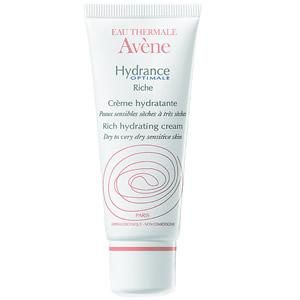 EAU THERMALE
Avène
Hydrance
OPTIMALE
Riche
Crème hydratante
Peaux sensibles sèches à très sèches
Rich hydrating cream
Dry to very dry sensitive skin
PARIS